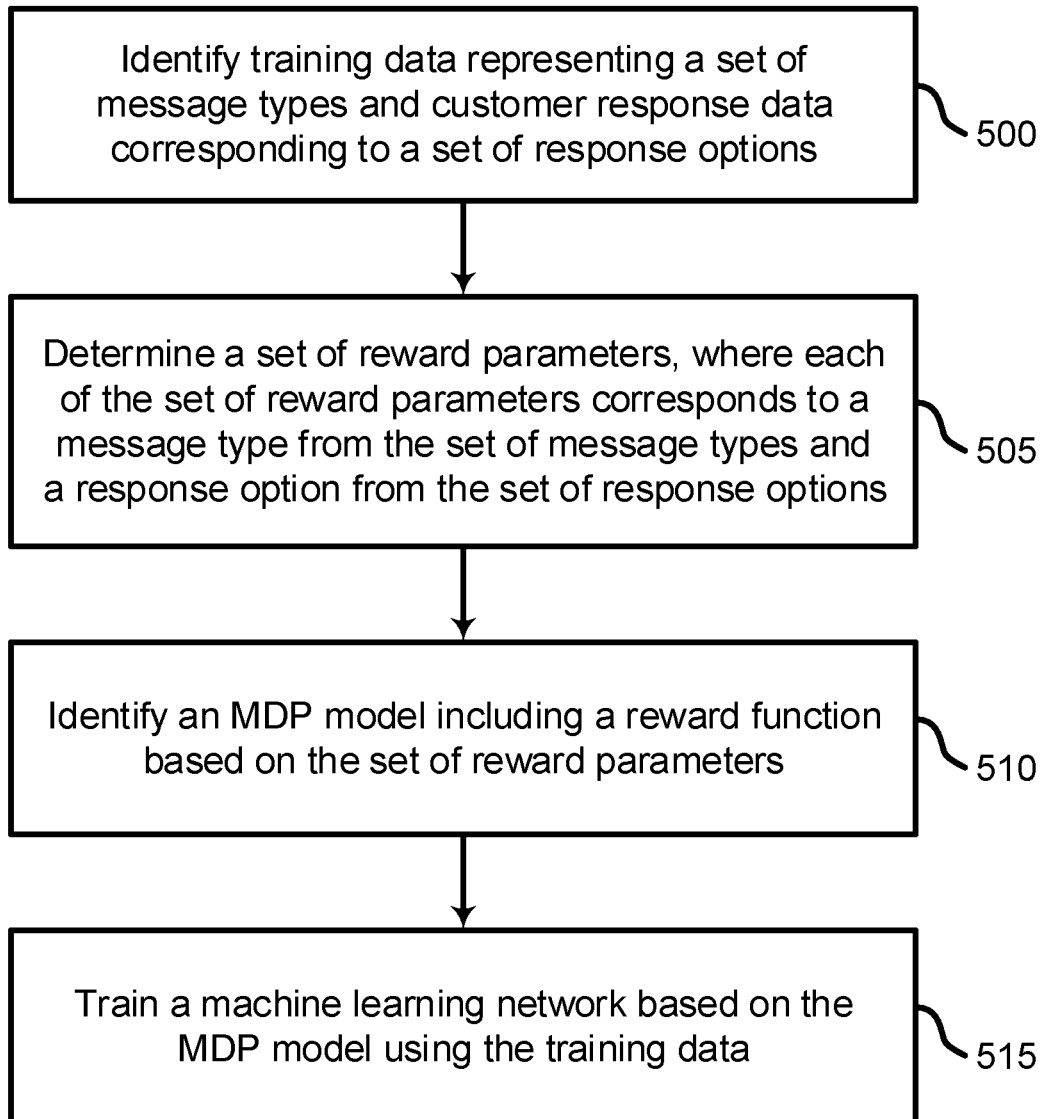 Identify training data representing a set of
message types and customer response data
corresponding to a set of response options
500
Determine a set of reward parameters, where each
of the set of reward parameters corresponds to a
message type from the set of message types and
a response option from the set of response options
505
Identify an MDP model including a reward function
based on the set of reward parameters
510
Train a machine learning network based on the
MDP model using the training data
515